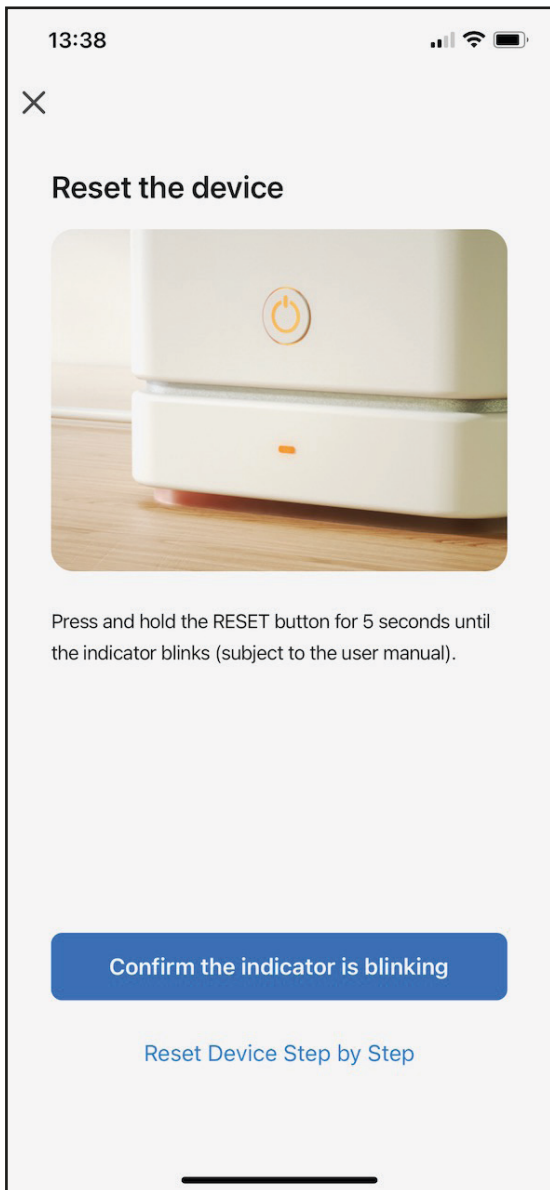 13:38
Reset the device
Press and hold the RESET button for 5 seconds until
the indicator blinks (subject to the user manual).
Confirm the indicator is blinking
Reset Device Step by Step